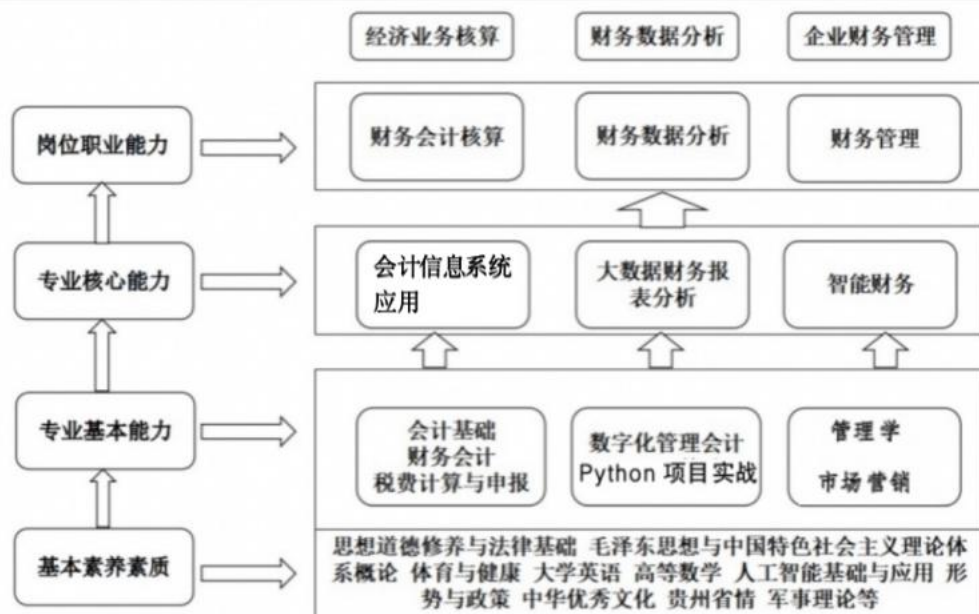 经济业务核算 财务数据分析 企业财务管理
岗位职业能力 财务会计核算 财务数据分析 财务管理
专业核心能力
会计信息系统
应用
大数据财务报
表分析
智能财务
专业基本能力
会计基础
财务会计
税费计算与申报
数字化管理会计
Python 项目实战
管理学
市场营销
基本素养素质
思想道德修养与法律基础 毛泽东思想与中国特色社会主义理论体
系概论 体育与健康 大学英语 高等数学 人工智能基础与应用 形
势与政策 中华优秀文化 贵州省情 军事理论等